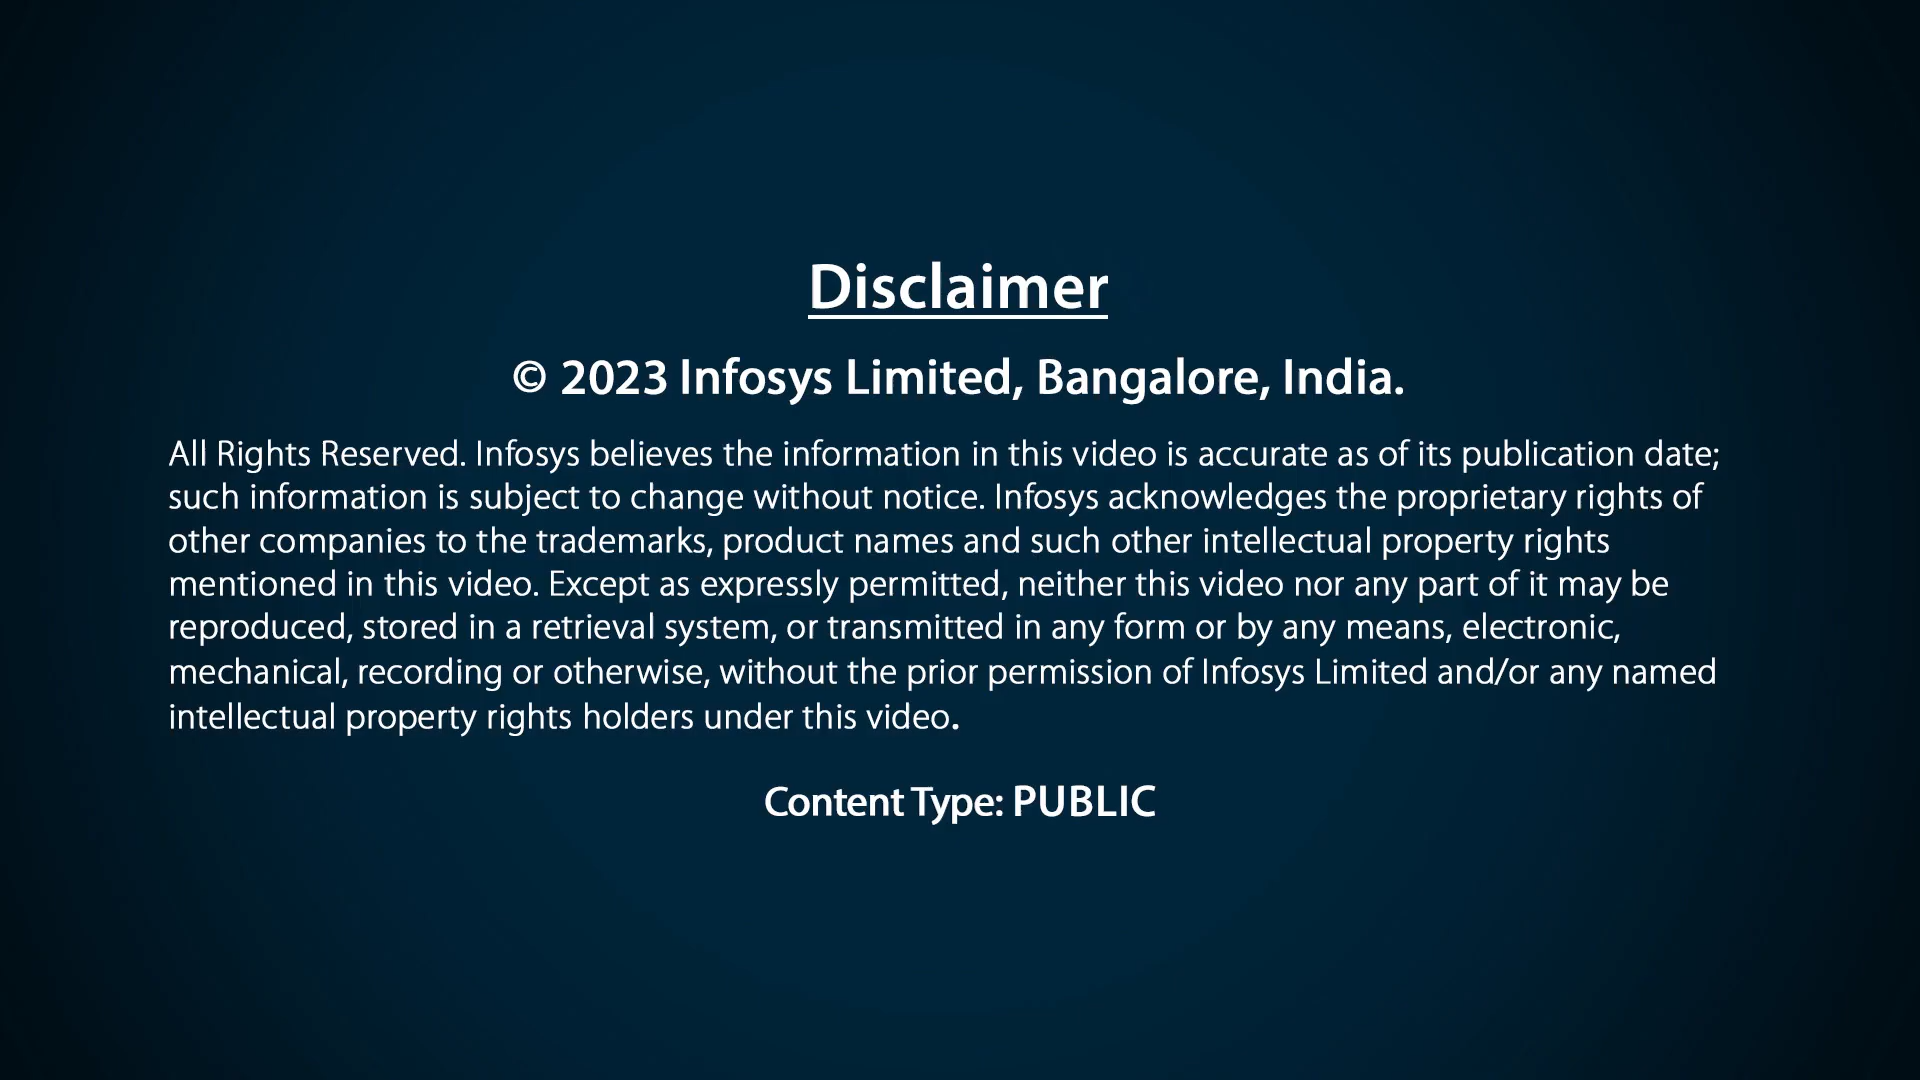 Disclaimer
© 2023 Infosys Limited, Bangalore, India.
All Rights Reserved. Infosys believes the information in this video is accurate as of its publication date;
such information is subject to change without notice. Infosys acknowledges the proprietary rights of
other companies to the trademarks, product names and such other intellectual property rights
mentioned in this video. Except as expressly permitted, neither this video nor any part of it may be
reproduced, stored in a retrieval system, or transmitted in any form or by any means, electronic,
mechanical, recording or otherwise, without the prior permission of Infosys Limited and/or any named
intellectual property rights holders under this video.
Content Type: PUBLIC